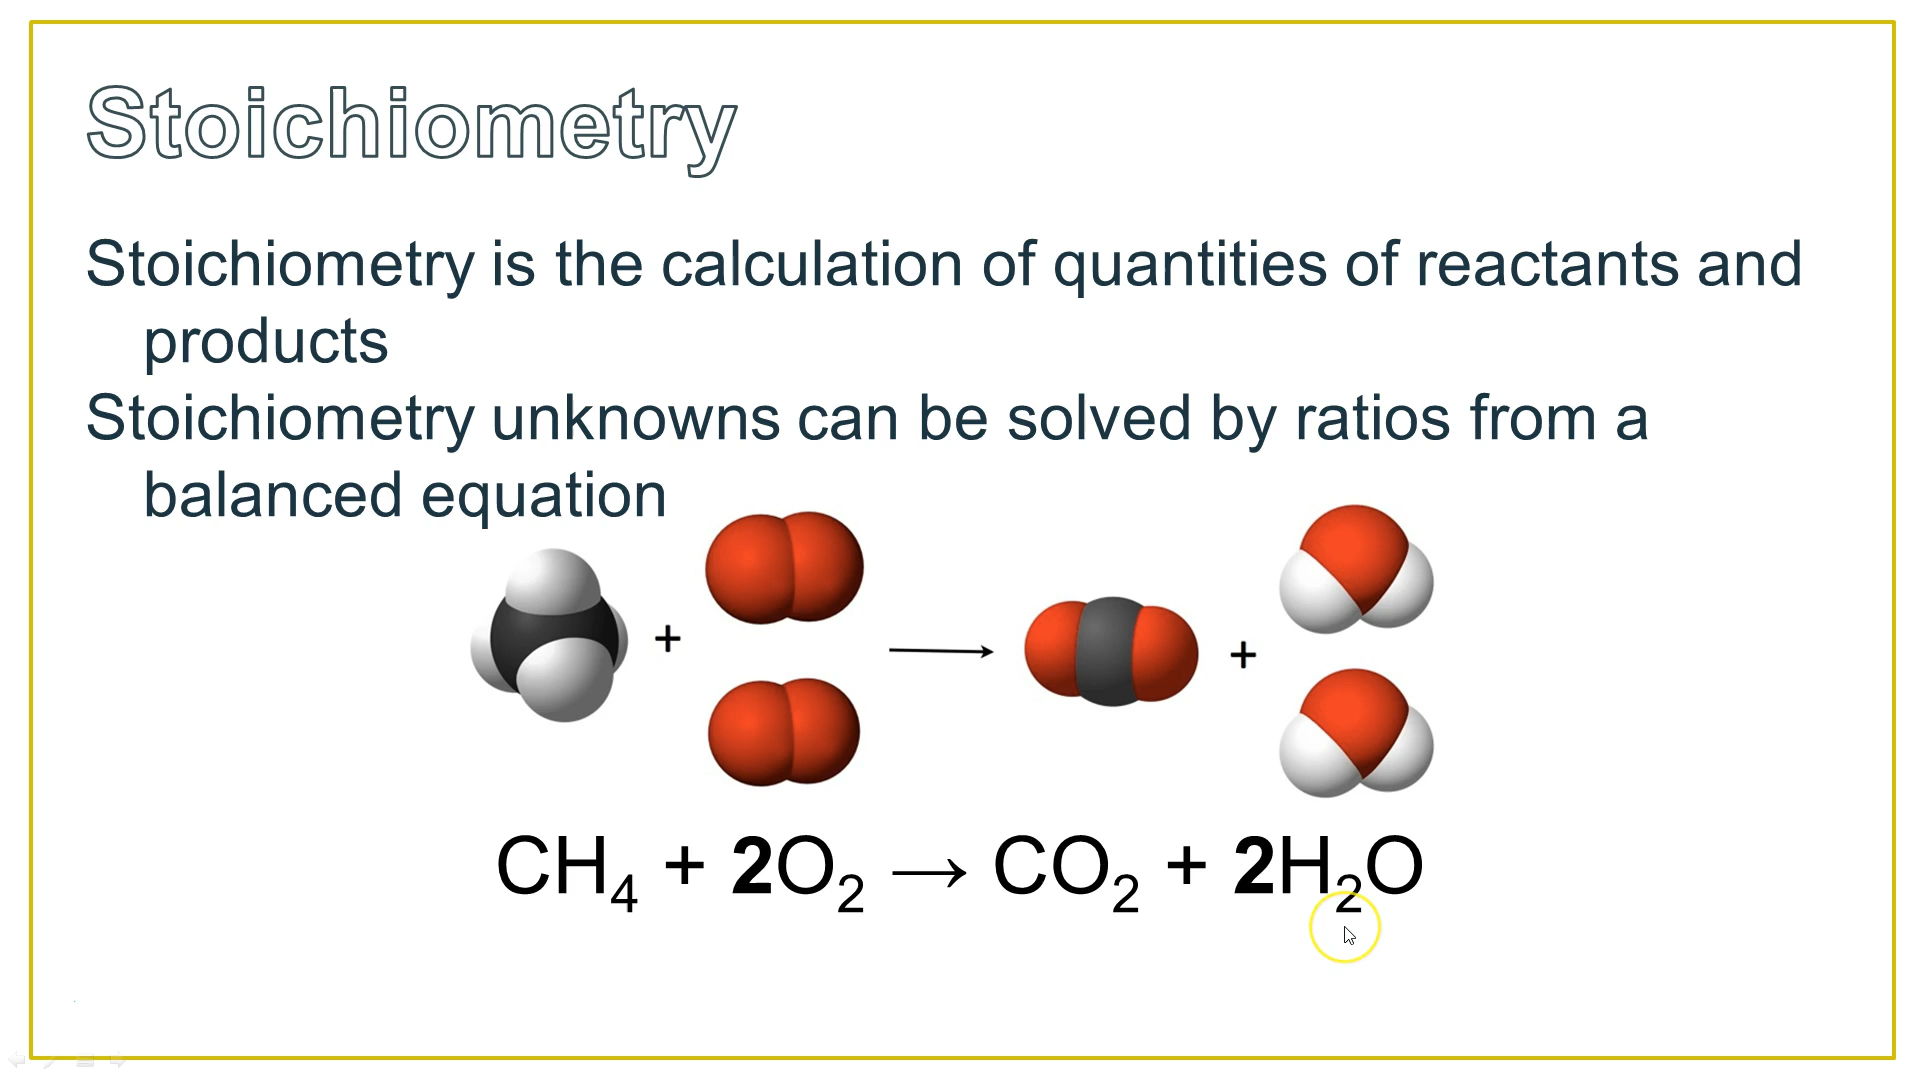 Stoichiometry
Stoichiometry is the calculation of quantities of reactants and
products
Stoichiometry unknowns can be solved by ratios from a
balanced equation
+ → +
CH₄ + 2O₂ → CO₂ + 2H₂O